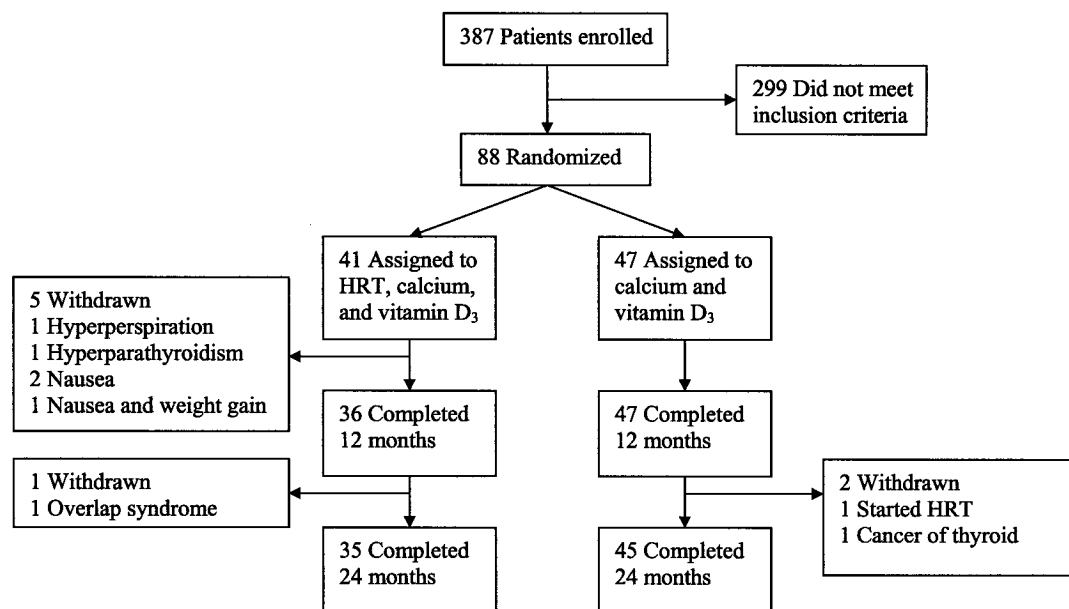 387 Patients enrolled
299 Did not meet
inclusion criteria
88 Randomized
41 Assigned to
HRT, calcium,
and vitamin D₃
47 Assigned to
calcium and
vitamin D₃
5 Withdrawn
1 Hyperperspiration
1 Hyperparathyroidism
2 Nausea
1 Nausea and weight gain
36 Completed
12 months
47 Completed
12 months
1 Withdrawn
1 Overlap syndrome
2 Withdrawn
1 Started HRT
1 Cancer of thyroid
35 Completed
24 months
45 Completed
24 months